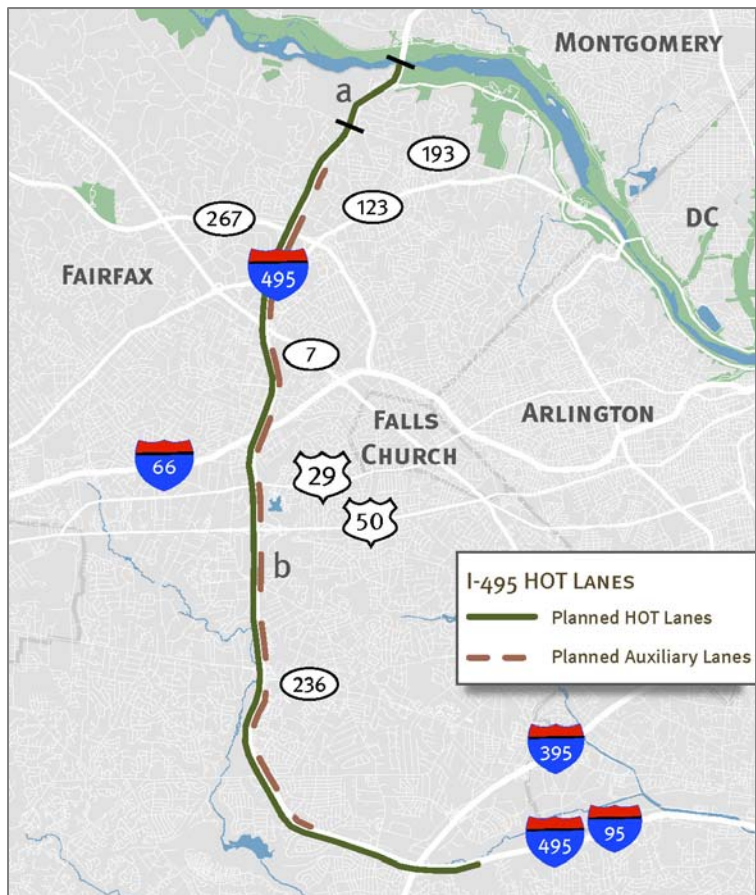 MONTGOMERY
a
193
123
267
DC
495
FAIRFAX
7
FALLS
CHURCH
ARLINGTON
66
29
50
b
I-495 HOT LANES
Planned HOT Lanes
Planned Auxiliary Lanes
236
395
495
95